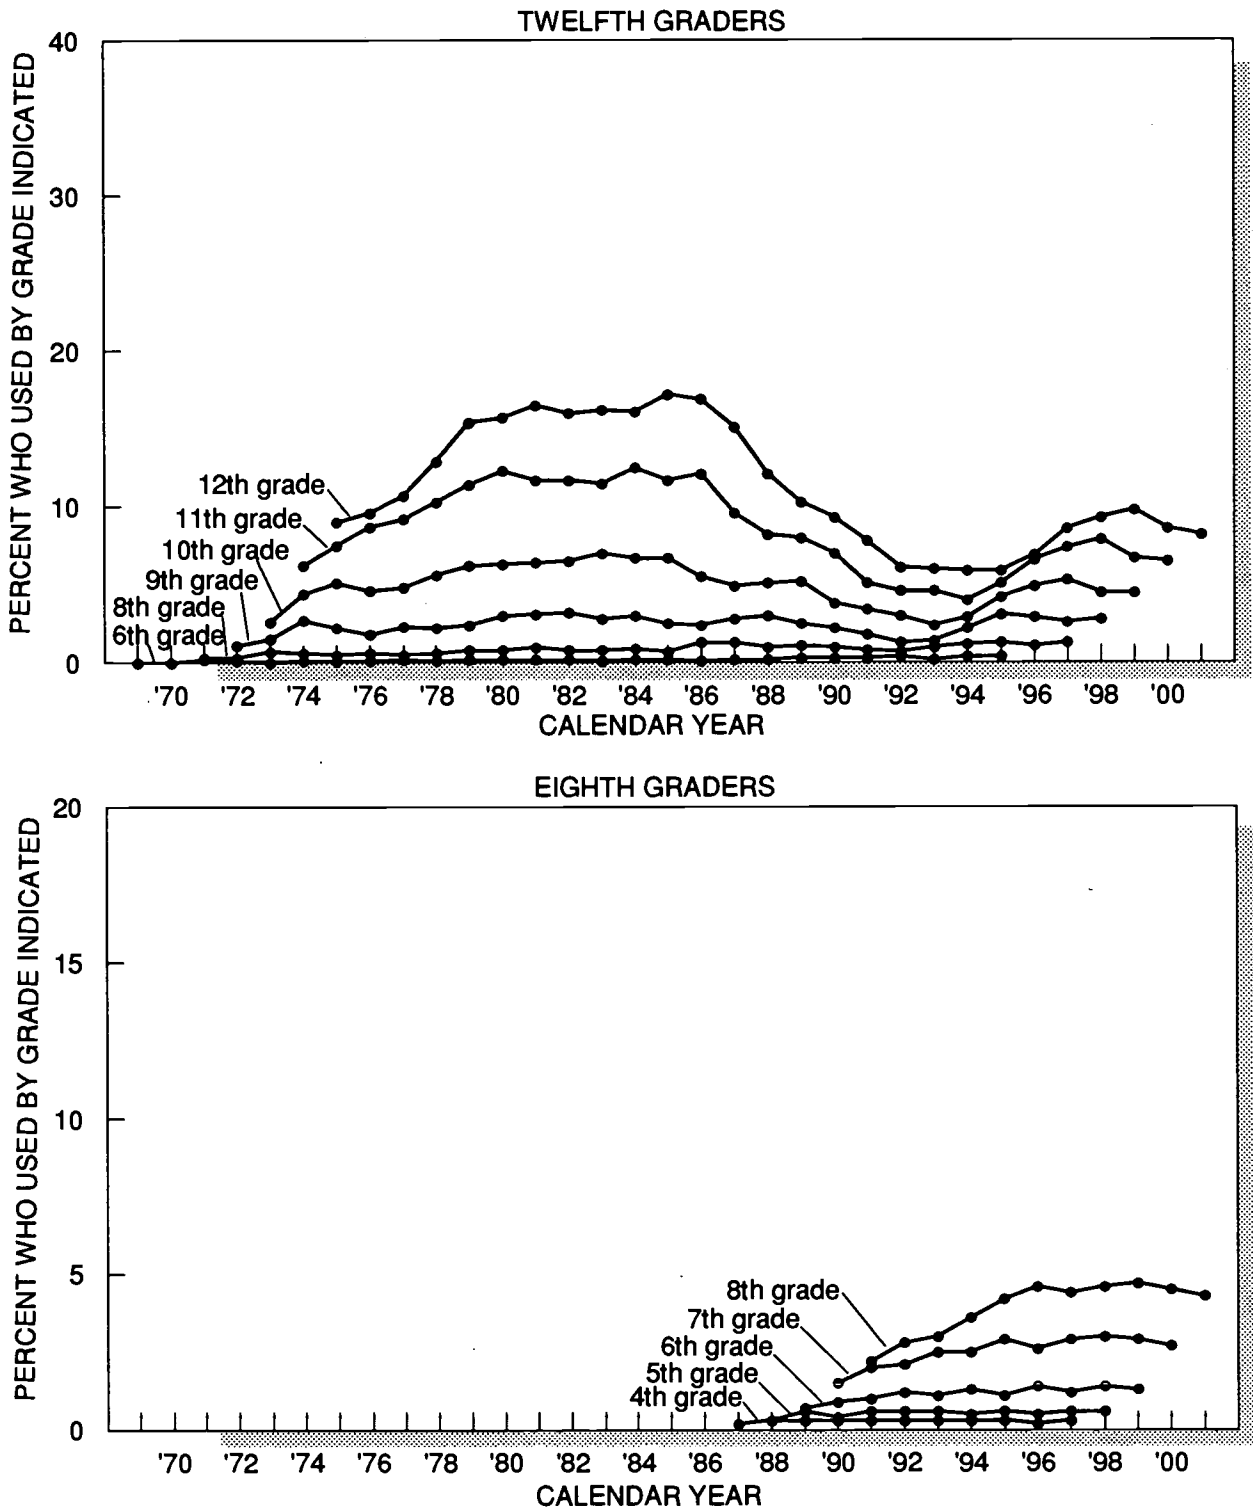 TWELFTH GRADERS
PERCENT WHO USED BY GRADE INDICATED
40
30
20
10
0
12th grade
11th grade
10th grade
9th grade
8th grade
6th grade
'70 '72 '74 '76 '78 '80 '82 '84 '86 '88 '90 '92 '94 '96 '98 '00
CALENDAR YEAR
EIGHTH GRADERS
PERCENT WHO USED BY GRADE INDICATED
20
15
10
5
0
8th grade
7th grade
6th grade
5th grade
4th grade
'70 '72 '74 '76 '78 '80 '82 '84 '86 '88 '90 '92 '94 '96 '98 '00
CALENDAR YEAR